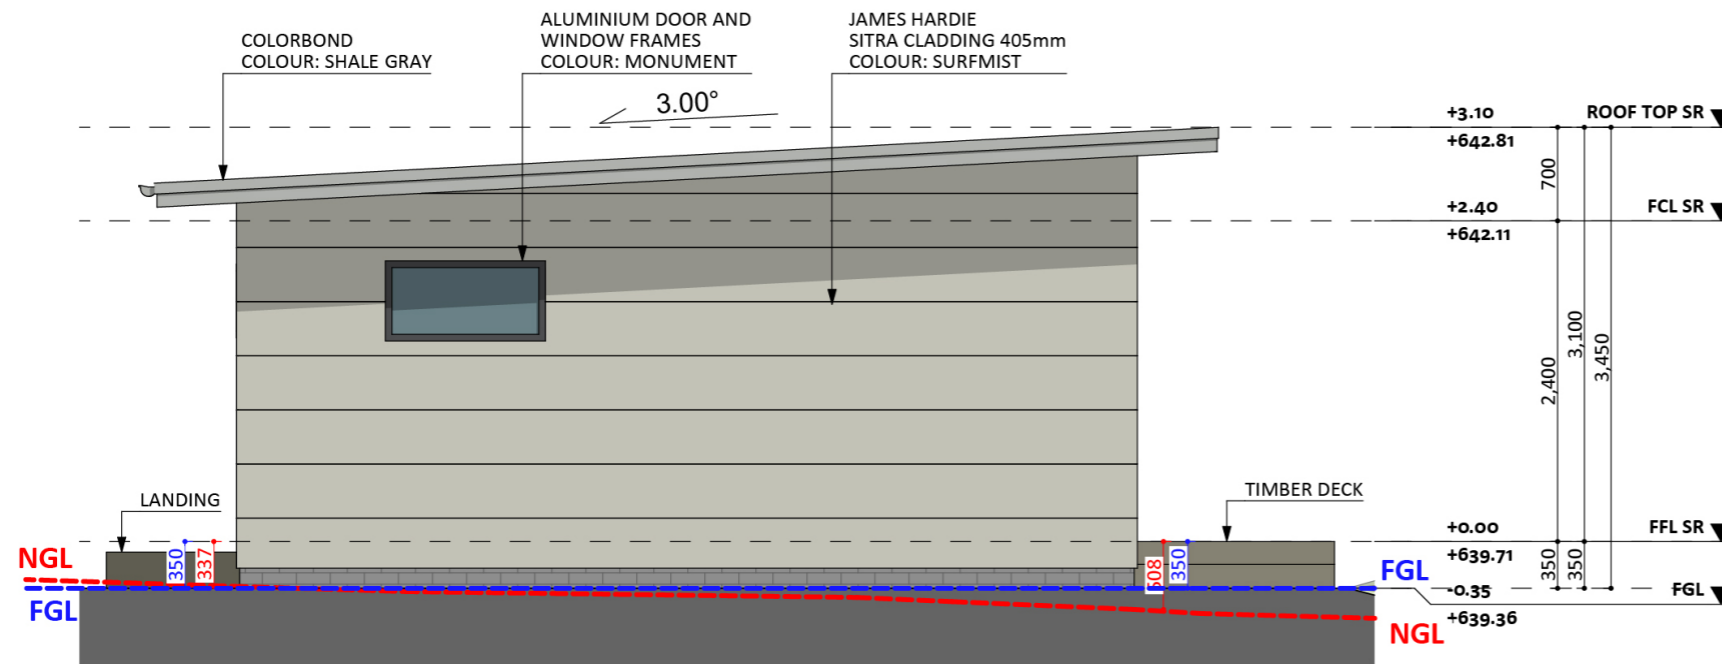 COLORBOND
COLOUR: SHALE GRAY
ALUMINIUM DOOR AND
WINDOW FRAMES
COLOUR: MONUMENT
JAMES HARDIE
SITRA CLADDING 405mm
COLOUR: SURFMIST
3.00°
+3.10 ROOF TOP SR
+642.81
700
+2.40 FCL SR
+642.11
2,400
3,100
3,450
LANDING
TIMBER DECK
+0.00 FFL SR
+639.71
350
337
508
350
350
350
NGL
FGL
FGL
NGL
-0.35 FGL
+639.36